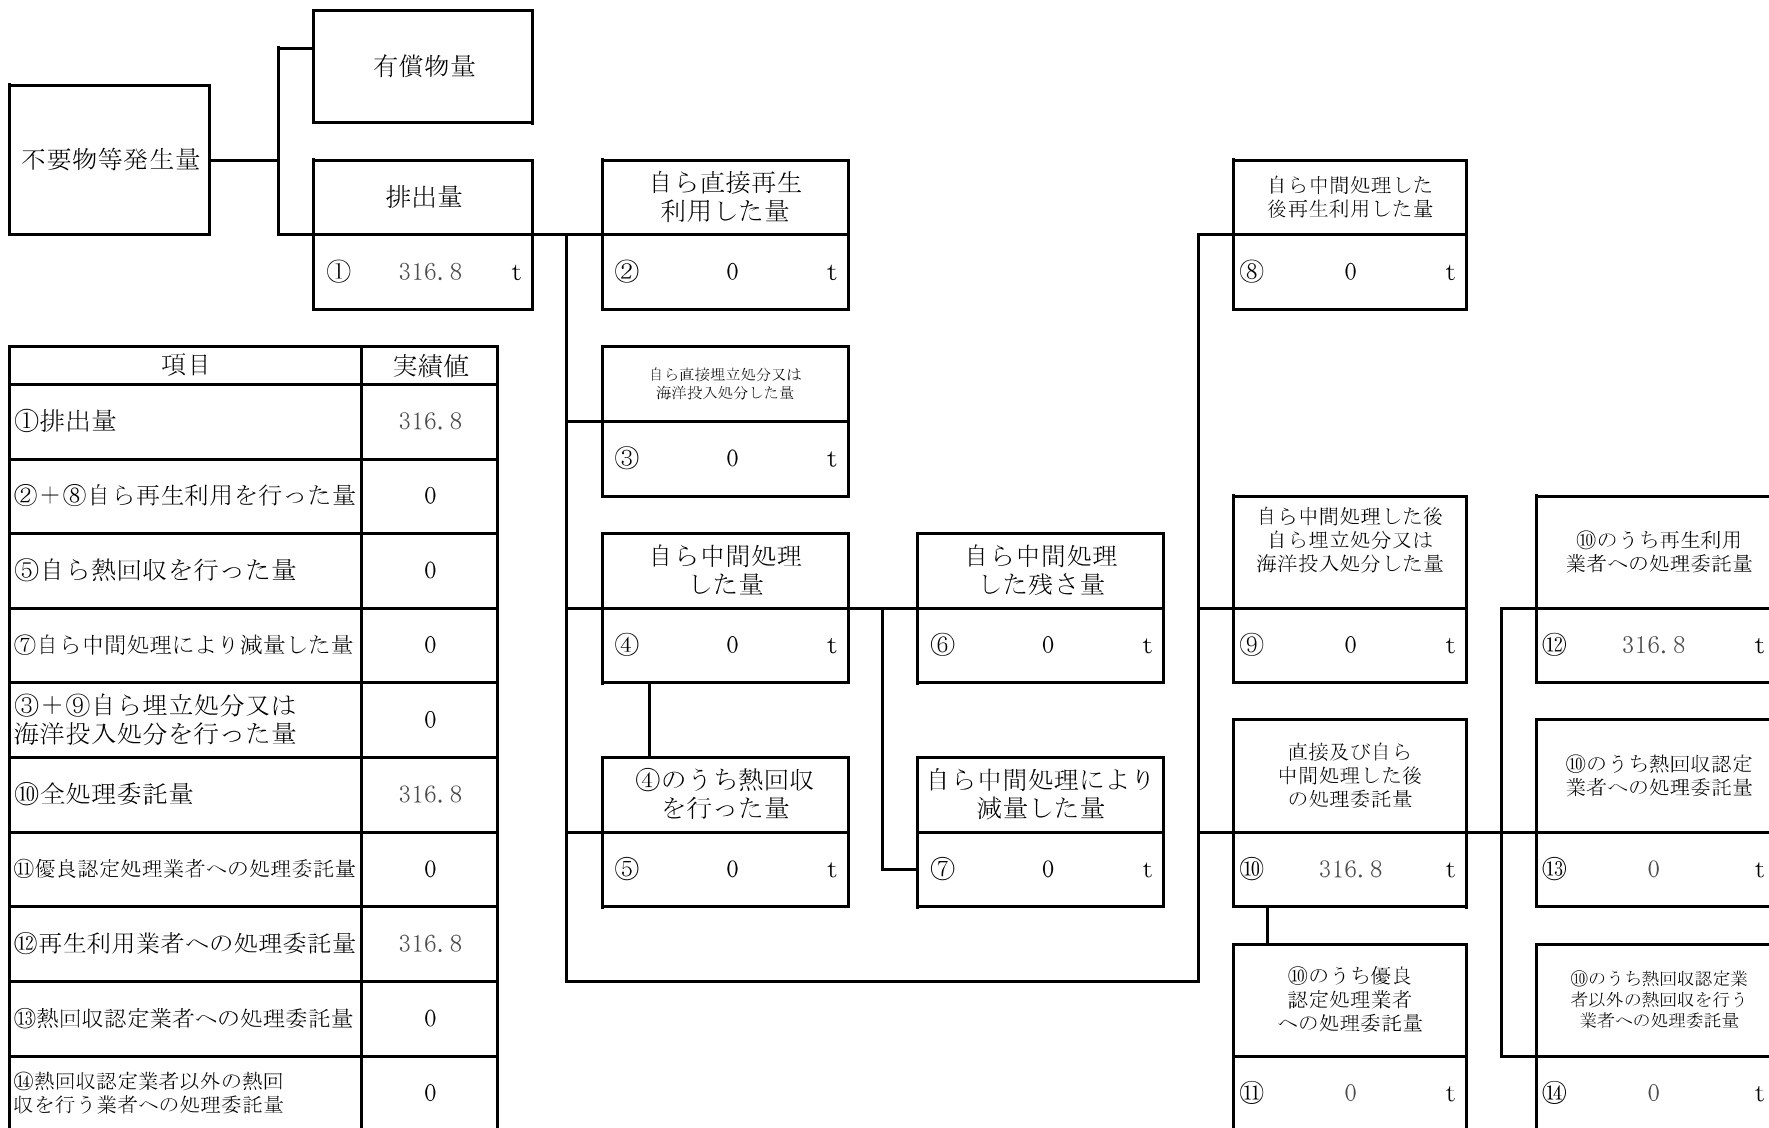 有償物量
不要物等発生量
排出量
① 316.8 t
自ら直接再生
利用した量
② 0 t
自ら中間処理した
後再生利用した量
⑧ 0 t
自ら直接埋立処分又は
海洋投入処分した量
③ 0 t
自ら中間処理
した量
④ 0 t
自ら中間処理
した残さ量
⑥ 0 t
自ら中間処理した後
自ら埋立処分又は
海洋投入処分した量
⑨ 0 t
⑩のうち再生利用
業者への処理委託量
⑫ 316.8 t
④のうち熱回収
を行った量
⑤ 0 t
自ら中間処理により
減量した量
⑦ 0 t
直接及び自ら
中間処理した後
の処理委託量
⑩ 316.8 t
⑩のうち熱回収認定
業者への処理委託量
⑬ 0 t
⑩のうち優良
認定処理業者
への処理委託量
⑪ 0 t
⑩のうち熱回収認定業
者以外の熱回収を行う
業者への処理委託量
⑭ 0 t
項目 実績値
①排出量 316.8
②＋⑧自ら再生利用を行った量 0
⑤自ら熱回収を行った量 0
⑦自ら中間処理により減量した量 0
③＋⑨自ら埋立処分又は
海洋投入処分を行った量 0
⑩全処理委託量 316.8
⑪優良認定処理業者への処理委託量 0
⑫再生利用業者への処理委託量 316.8
⑬熱回収認定業者への処理委託量 0
⑭熱回収認定業者以外の熱回
収を行う業者への処理委託量 0